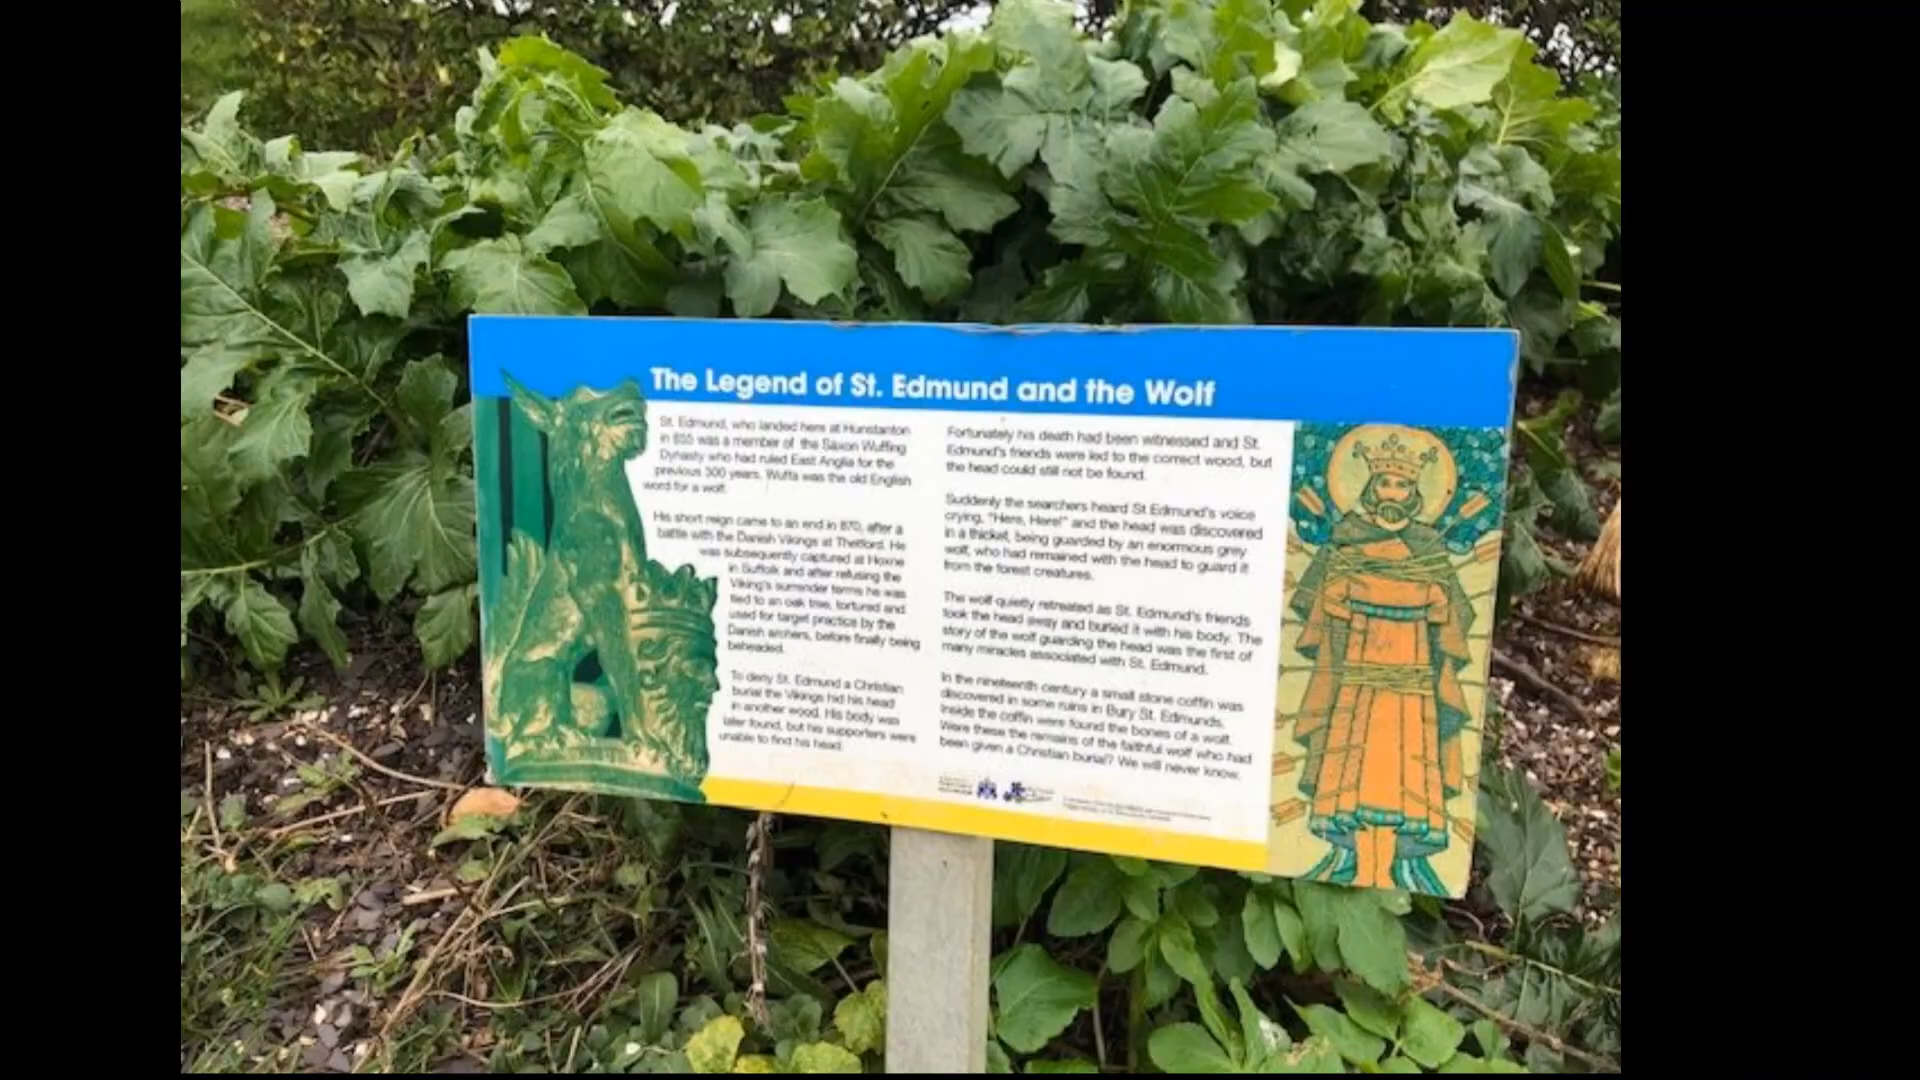 The Legend of St. Edmund and the Wolf
St. Edmund, who landed here at Hunstanton
in 855 was a member of the Saxon Wuffing
Dynasty who had ruled East Anglia for the
previous 300 years. Wuffa was the old English
word for a wolf.
His short reign came to an end in 870, after a
battle with the Danish Vikings at Thetford. He
was subsequently captured at Hoxne
in Suffolk and after refusing the
Viking's surrender terms he was
tied to an oak tree, tortured and
used for target practice by the
Danish archers, before finally being
beheaded.
To deny St. Edmund a Christian
burial the Vikings hid his head
in another wood. His body was
later found, but his supporters were
unable to find his head.
Fortunately his death had been witnessed and St.
Edmund's friends were led to the correct wood, but
the head could still not be found.
Suddenly the searchers heard St Edmund's voice
crying, "Here, Here!" and the head was discovered
in a thicket, being guarded by an enormous grey
wolf, who had remained with the head to guard it
from the forest creatures.
The wolf quietly retreated as St. Edmund's friends
took the head away and buried it with his body. The
story of the wolf guarding the head was the first of
many miracles associated with St. Edmund.
In the nineteenth century a small stone coffin was
discovered in some ruins in Bury St. Edmunds.
Inside the coffin were found the bones of a wolf.
Were these the remains of the faithful wolf who had
been given a Christian burial? We will never know.